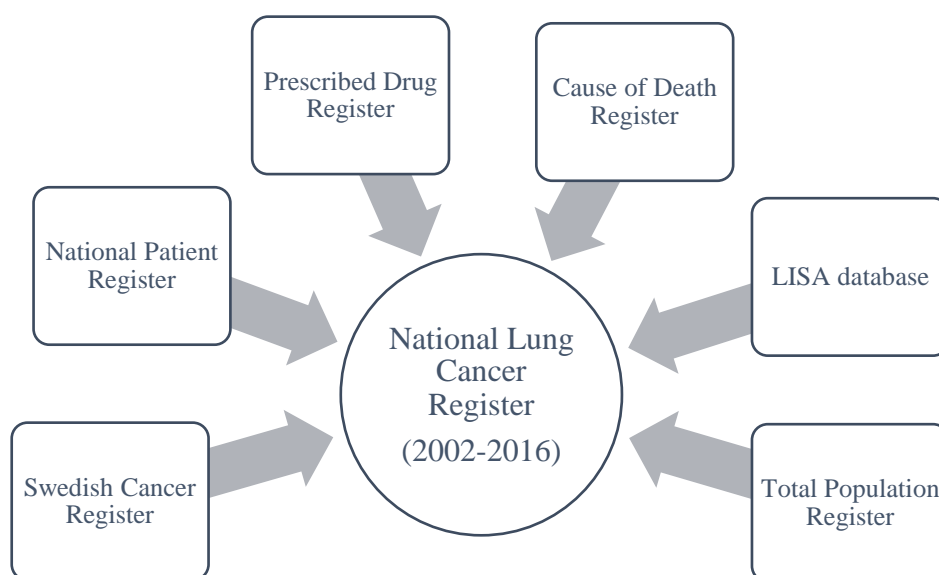 Prescribed Drug
Register
Cause of Death
Register
National Patient
Register
LISA database
National Lung
Cancer
Register
(2002-2016)
Swedish Cancer
Register
Total Population
Register